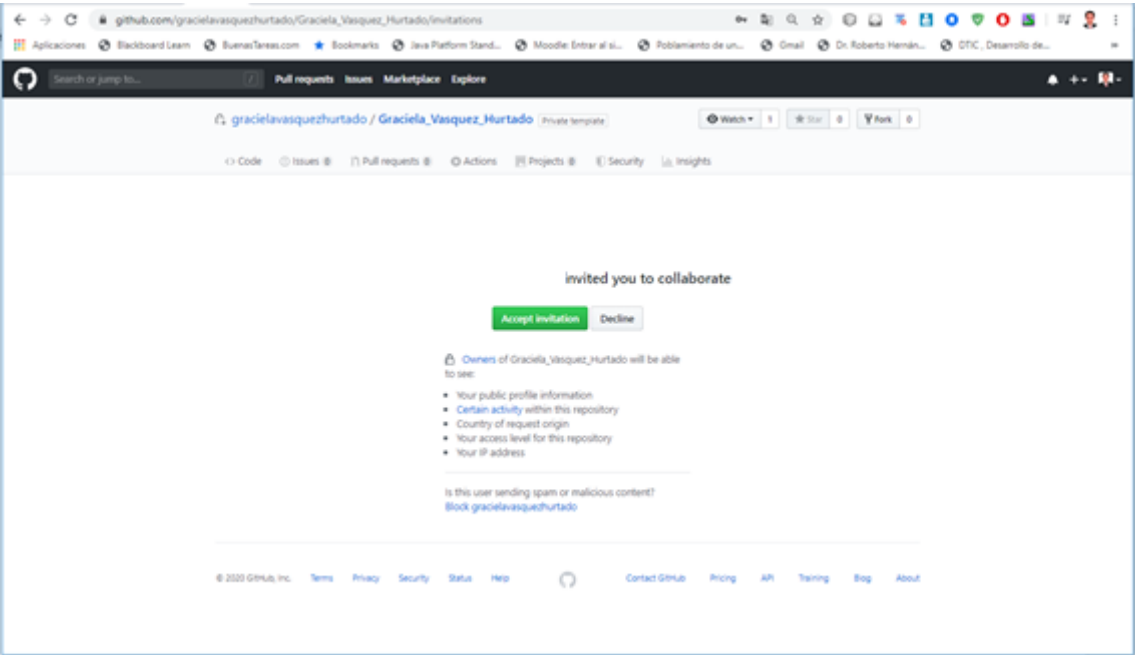 github.com/gracielavasquezhurtado/Graciela_Vasquez_Hurtado/invitations
Aplicaciones Blackboard Learn BuenasTareas.com Bookmarks Java Platform Stand... Moodle: Entrar al si... Poblamiento de un... Gmail Dr. Roberto Hernán... DTIC, Desarrollo de...
Search or jump to... / Pull requests Issues Marketplace Explore
gracielavasquezhurtado / Graciela_Vasquez_Hurtado Private template Watch 1 Star 0 Fork 0
Code Issues 0 Pull requests 0 Actions Projects 0 Security Insights
invited you to collaborate
Accept invitation Decline
Owners of Graciela_Vasquez_Hurtado will be able
to see:
Your public profile information
Certain activity within this repository
Country of request origin
Your access level for this repository
Your IP address
Is this user sending spam or malicious content?
Block gracielavasquezhurtado
© 2020 GitHub, Inc. Terms Privacy Security Status Help Contact GitHub Pricing API Training Blog About